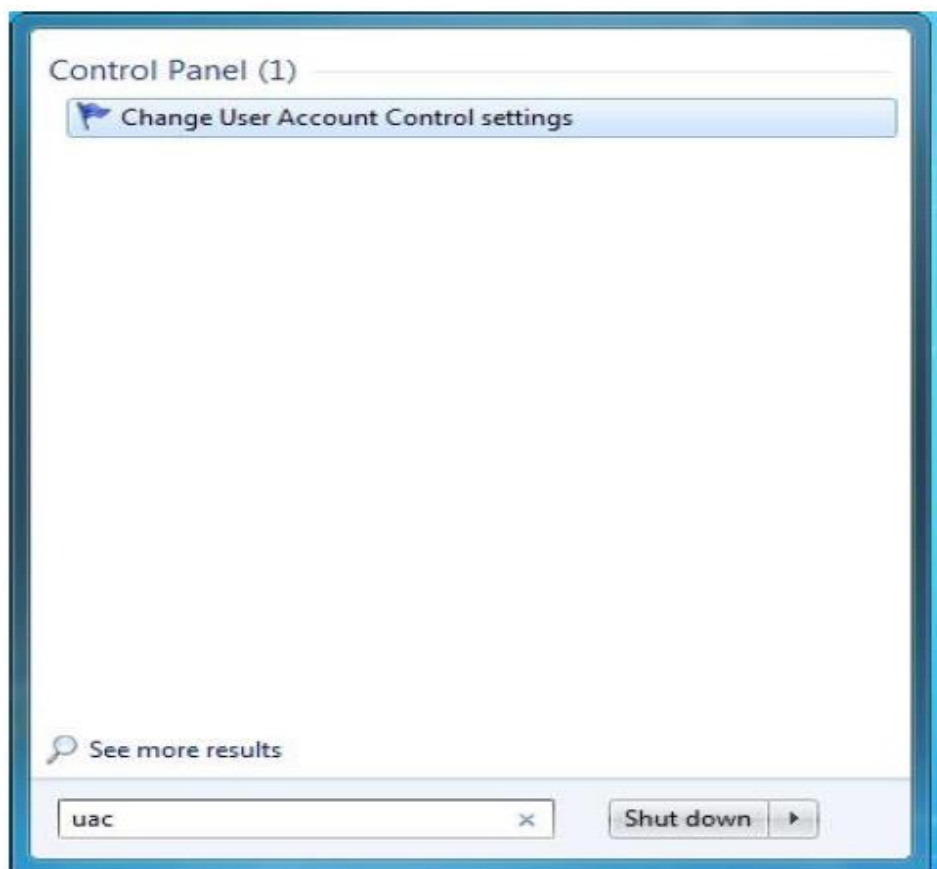 Control Panel (1)
Change User Account Control settings
See more results
uac
Shut down